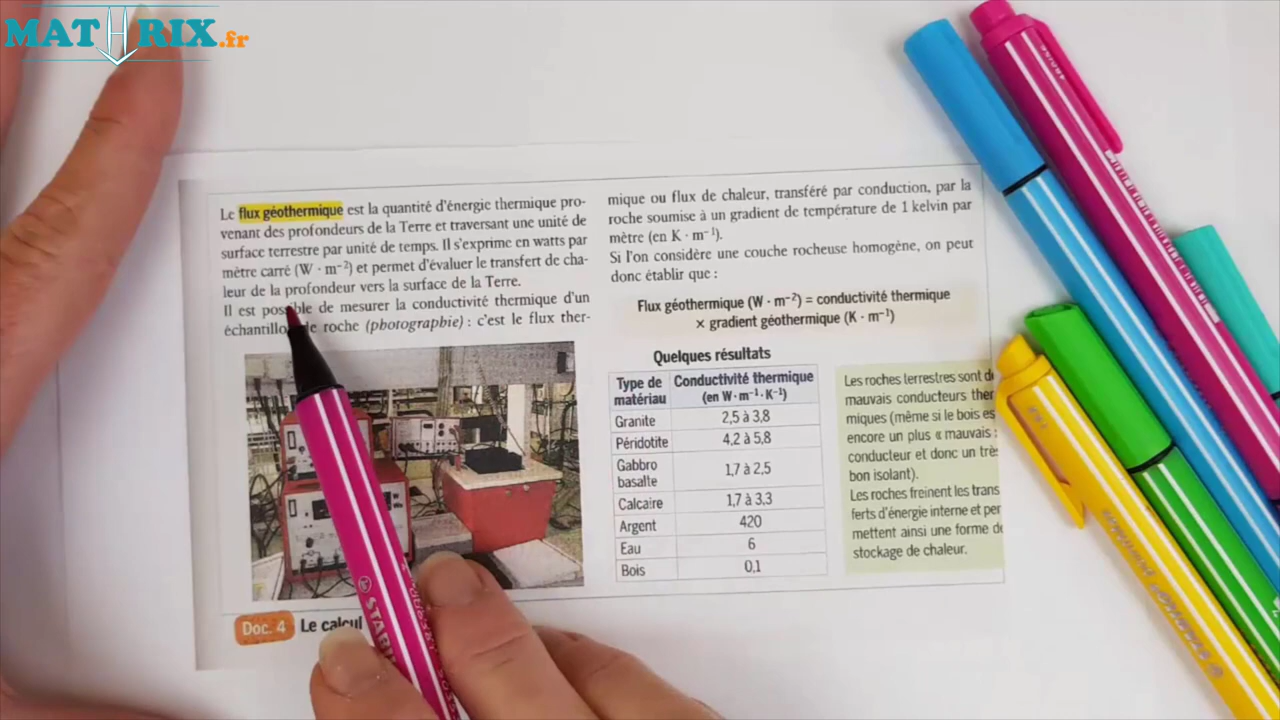 MATHRIX.fr
Le flux géothermique est la quantité d'énergie thermique pro-
venant des profondeurs de la Terre et traversant une unité de
surface terrestre par unité de temps. Il s'exprime en watts par
mètre carré (W · m⁻²) et permet d'évaluer le transfert de cha-
leur de la profondeur vers la surface de la Terre.
Il est possible de mesurer la conductivité thermique d'un
échantillon de roche (photographie) : c'est le flux ther-
mique ou flux de chaleur, transféré par conduction, par la
roche soumise à un gradient de température de 1 kelvin par
mètre (en K · m⁻¹).
Si l'on considère une couche rocheuse homogène, on peut
donc établir que :
Flux géothermique (W · m⁻²) = conductivité thermique
× gradient géothermique (K · m⁻¹)
Quelques résultats
Type de matériau Conductivité thermique (en W·m⁻¹·K⁻¹)
Granite 2,5 à 3,8
Péridotite 4,2 à 5,8
Gabbro basalte 1,7 à 2,5
Calcaire 1,7 à 3,3
Argent 420
Eau 6
Bois 0,1
Les roches terrestres sont d
mauvais conducteurs ther
miques (même si le bois es
encore un plus « mauvais »
conducteur et donc un trè
bon isolant).
Les roches freinent les trans
ferts d'énergie interne et per
mettent ainsi une forme de
stockage de chaleur.
Doc. 4 Le calcul
STABI